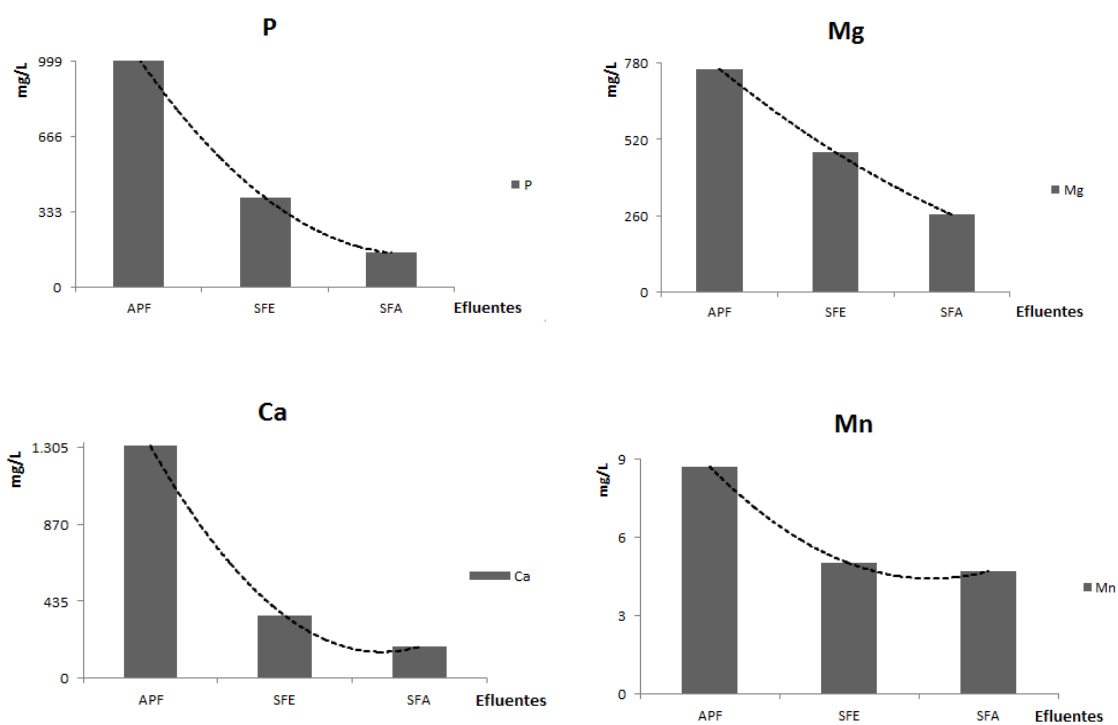 P
mg/L
999
666
333
0
APF
SFE
SFA
Efluentes
P
Mg
mg/L
780
520
260
0
APF
SFE
SFA
Efluentes
Mg
Ca
mg/L
1.305
870
435
0
APF
SFE
SFA
Efluentes
Ca
Mn
mg/L
9
6
3
0
APF
SFE
SFA
Efluentes
Mn